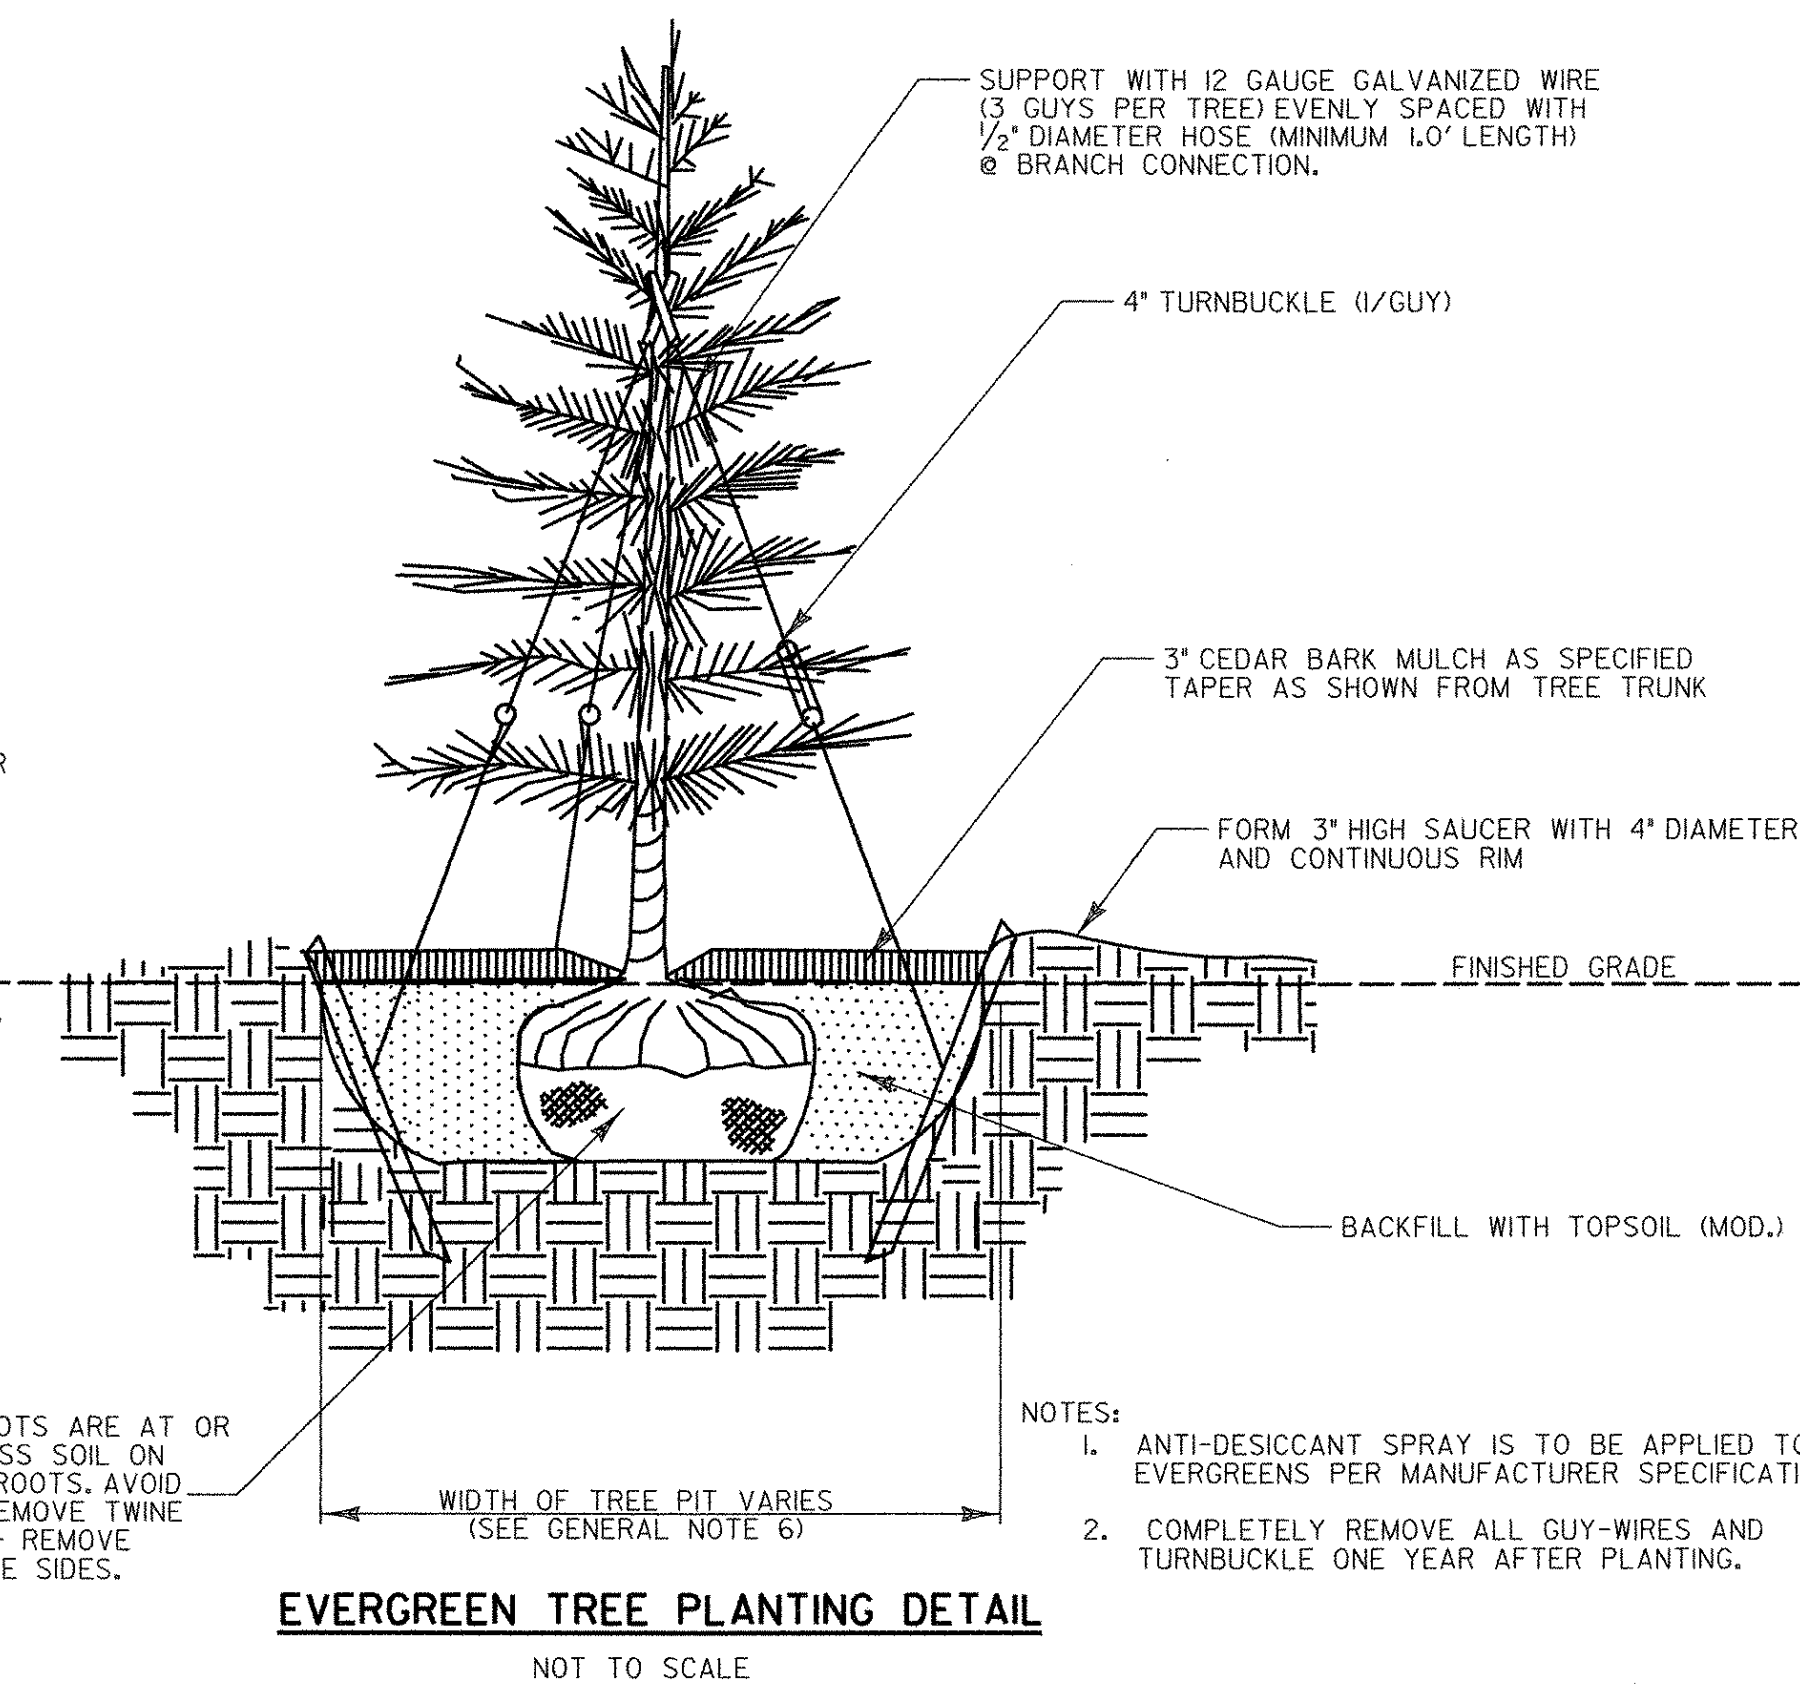 SUPPORT WITH 12 GAUGE GALVANIZED WIRE
(3 GUYS PER TREE) EVENLY SPACED WITH
1/2" DIAMETER HOSE (MINIMUM 1.0' LENGTH)
@ BRANCH CONNECTION.
4" TURNBUCKLE (1/GUY)
3" CEDAR BARK MULCH AS SPECIFIED
TAPER AS SHOWN FROM TREE TRUNK
R
FORM 3" HIGH SAUCER WITH 4" DIAMETER
AND CONTINUOUS RIM
FINISHED GRADE
BACKFILL WITH TOPSOIL (MOD.)
OTS ARE AT OR
SS SOIL ON
ROOTS. AVOID
EMOVE TWINE
REMOVE
E SIDES.
WIDTH OF TREE PIT VARIES
(SEE GENERAL NOTE 6)
NOTES:
1. ANTI-DESICCANT SPRAY IS TO BE APPLIED TO
EVERGREENS PER MANUFACTURER SPECIFICATI
2. COMPLETELY REMOVE ALL GUY-WIRES AND
TURNBUCKLE ONE YEAR AFTER PLANTING.
EVERGREEN TREE PLANTING DETAIL
NOT TO SCALE